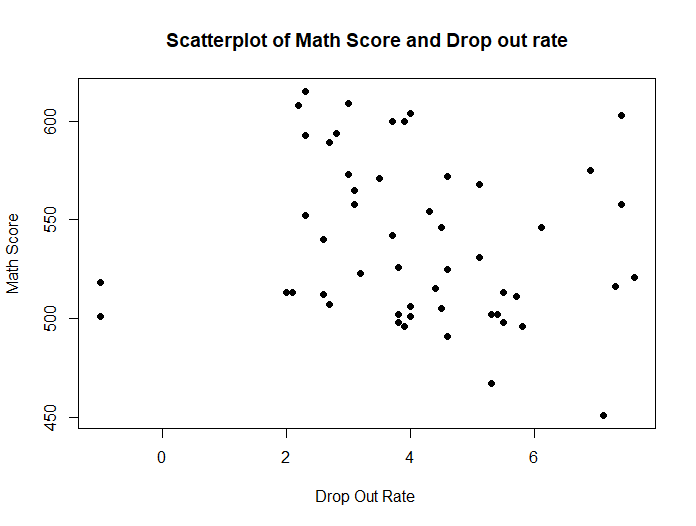 Scatterplot of Math Score and Drop out rate
600
550
500
450
Math Score
0 2 4 6
Drop Out Rate